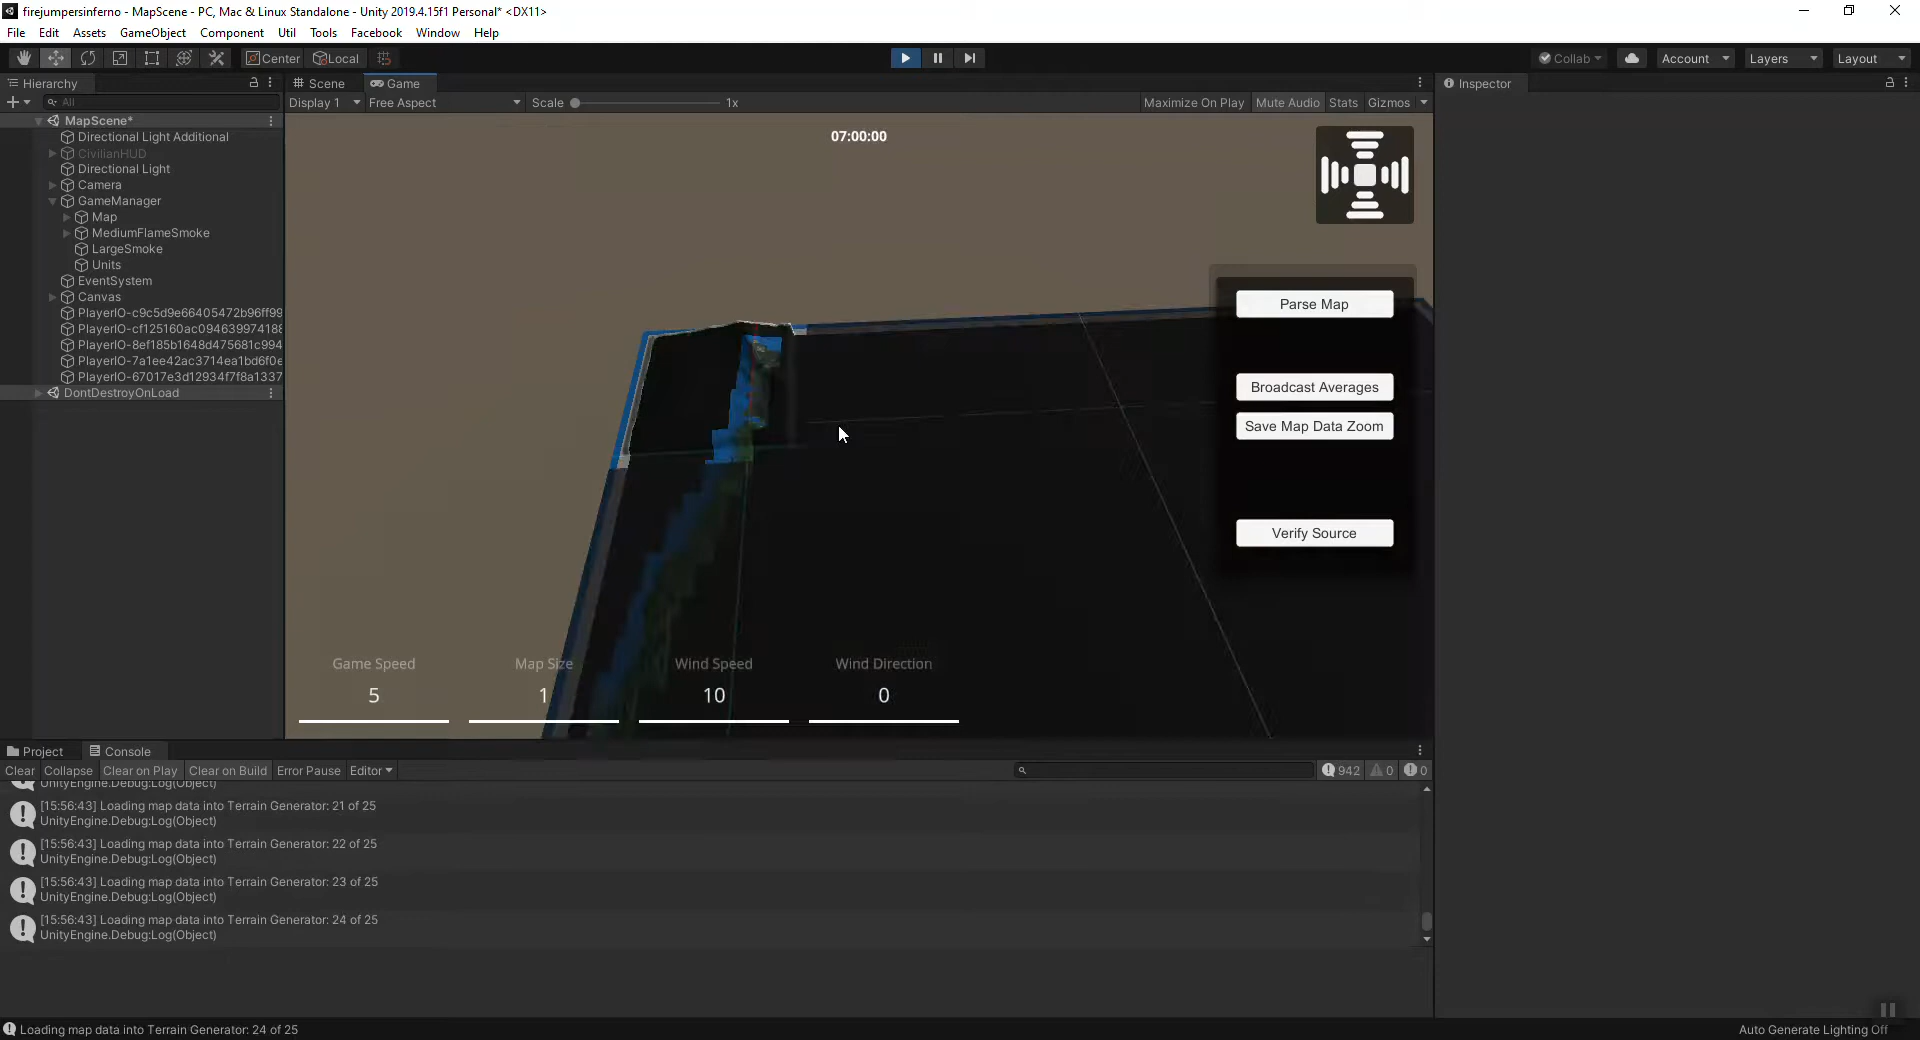 firejumpersinferno - MapScene - PC, Mac & Linux Standalone - Unity 2019.4.15f1 Personal* <DX11>
File Edit Assets GameObject Component Util Tools Facebook Window Help
Center Local Collab Account Layers Layout
Hierarchy Scene Game Inspector
All Display 1 Free Aspect Scale 1x Maximize On Play Mute Audio Stats Gizmos
MapScene*
Directional Light Additional
CivilianHUD
Directional Light
Camera
GameManager
Map
MediumFlameSmoke
LargeSmoke
Units
EventSystem
Canvas
PlayerIO-c9c5d9e66405472b96ff99
PlayerIO-cf125160ac094639974188
PlayerIO-8ef185b1648d475681c994
PlayerIO-7a1ee42ac3714ea1bd6f0e
PlayerIO-67017e3d12934f7f8a1337
DontDestroyOnLoad
07:00:00
Parse Map
Broadcast Averages
Save Map Data Zoom
Verify Source
Game Speed Map Size Wind Speed Wind Direction
5 1 10 0
Project Console
Clear Collapse Clear on Play Clear on Build Error Pause Editor 942 0 0
UnityEngine.Debug:Log(Object)
[15:56:43] Loading map data into Terrain Generator: 21 of 25
UnityEngine.Debug:Log(Object)
[15:56:43] Loading map data into Terrain Generator: 22 of 25
UnityEngine.Debug:Log(Object)
[15:56:43] Loading map data into Terrain Generator: 23 of 25
UnityEngine.Debug:Log(Object)
[15:56:43] Loading map data into Terrain Generator: 24 of 25
UnityEngine.Debug:Log(Object)
Loading map data into Terrain Generator: 24 of 25 Auto Generate Lighting Off